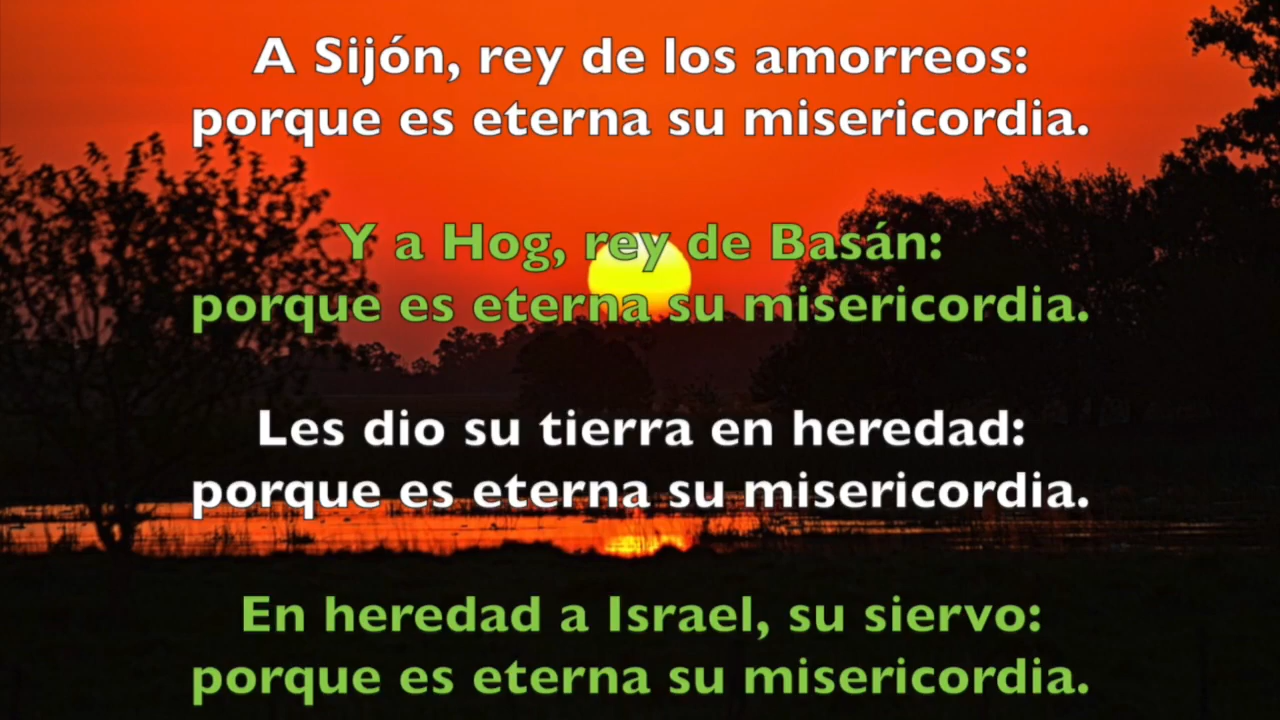 A Sijón, rey de los amorreos:
porque es eterna su misericordia.
Y a Hog, rey de Basán:
porque es eterna su misericordia.
Les dio su tierra en heredad:
porque es eterna su misericordia.
En heredad a Israel, su siervo:
porque es eterna su misericordia.